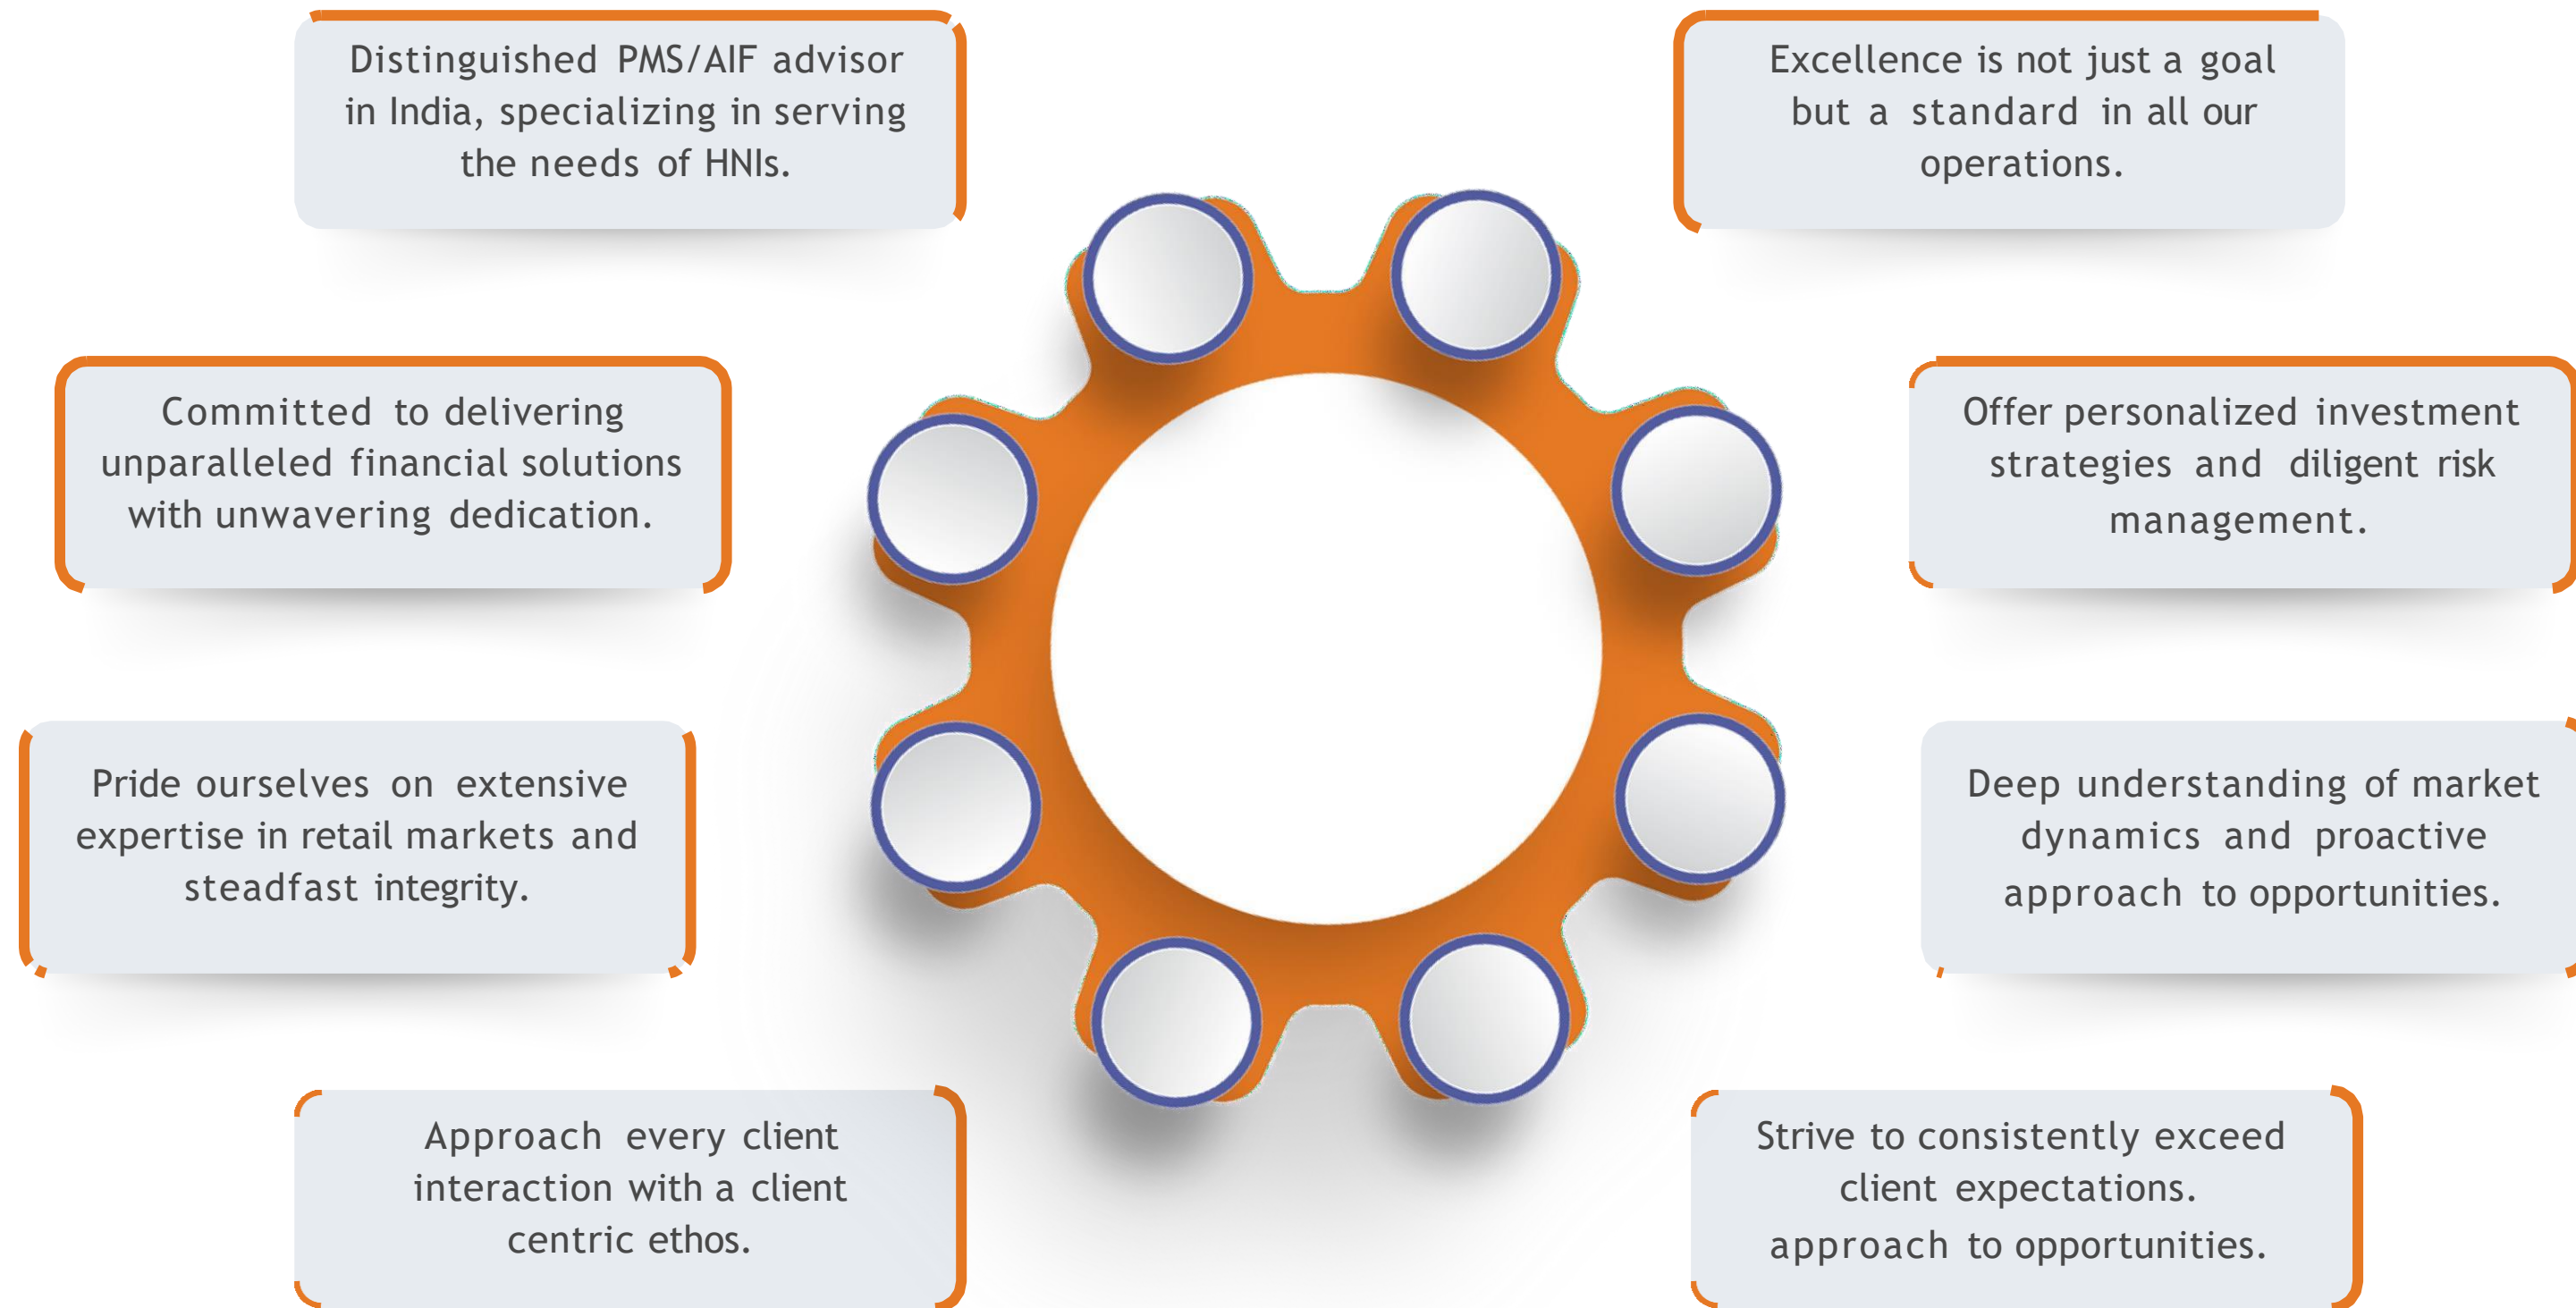 Distinguished PMS/AIF advisor
in India, specializing in serving
the needs of HNIs.
Excellence is not just a goal
but a standard in all our
operations.
Committed to delivering
unparalleled financial solutions
with unwavering dedication.
Offer personalized investment
strategies and diligent risk
management.
Pride ourselves on extensive
expertise in retail markets and
steadfast integrity.
Deep understanding of market
dynamics and proactive
approach to opportunities.
Approach every client
interaction with a client
centric ethos.
Strive to consistently exceed
client expectations.
approach to opportunities.